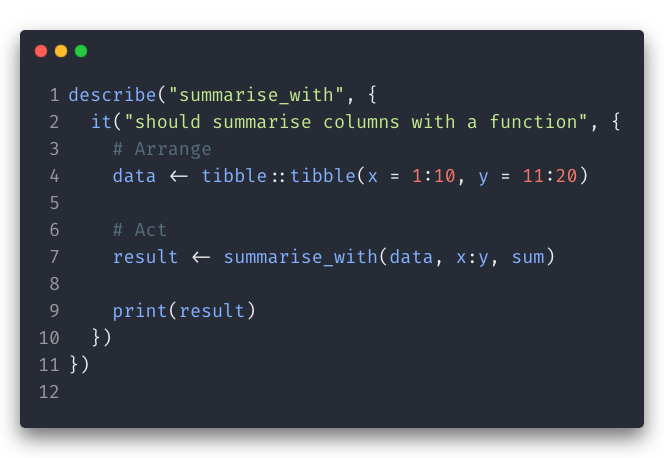 1 describe("summarise_with", {
2   it("should summarise columns with a function", {
3     # Arrange
4     data <- tibble::tibble(x = 1:10, y = 11:20)
5
6     # Act
7     result <- summarise_with(data, x:y, sum)
8
9     print(result)
10   })
11 })
12